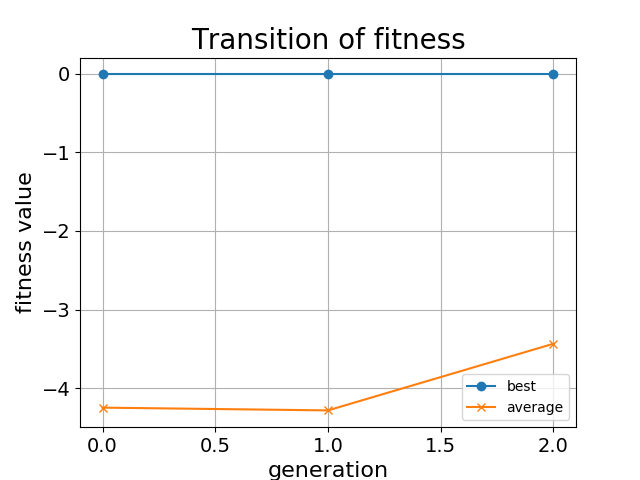 Transition of fitness
fitness value
0
−1
−2
−3
−4
best
average
0.0 0.5 1.0 1.5 2.0
generation